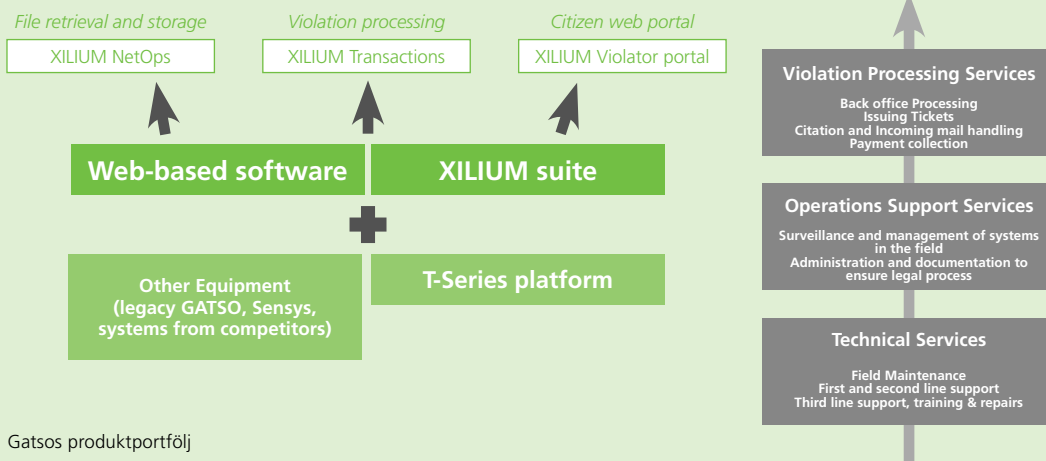 File retrieval and storage
XILIUM NetOps
Violation processing
XILIUM Transactions
Citizen web portal
XILIUM Violator portal
Web-based software
XILIUM suite
Other Equipment
(legacy GATSO, Sensys,
systems from competitors)
T-Series platform
Violation Processing Services
Back office Processing
Issuing Tickets
Citation and Incoming mail handling
Payment collection
Operations Support Services
Surveillance and management of systems
in the field
Administration and documentation to
ensure legal process
Technical Services
Field Maintenance
First and second line support
Third line support, training & repairs
Gatsos produktportfölj